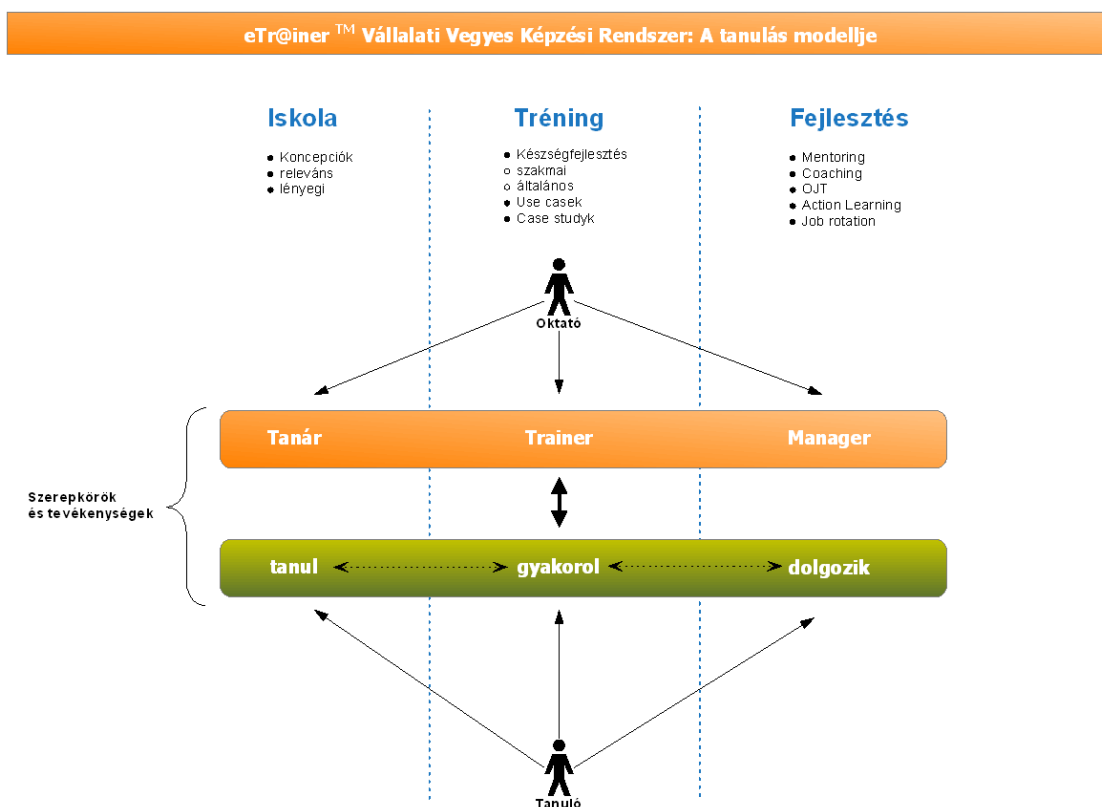 eTr@iner ™ Vállalati Vegyes Képzési Rendszer: A tanulás modellje
Iskola
• Koncepciók
• releváns
• lényegi
Tréning
• Készségfejlesztés
○ szakmai
○ általános
• Use casek
• Case studyk
Fejlesztés
• Mentoring
• Coaching
• OJT
• Action Learning
• Job rotation
Oktató
Tanár
Trainer
Manager
Szerepkörök
és tevékenységek
tanul
gyakorol
dolgozik
Tanuló